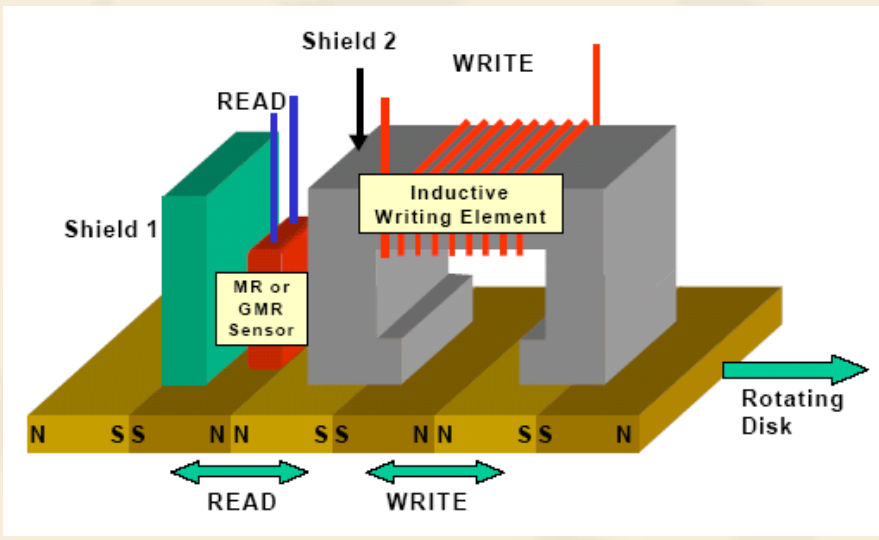 Shield 2
WRITE
READ
Shield 1
Inductive
Writing Element
MR or
GMR
Sensor
Rotating
Disk
N S S N N S S N N S S N
READ
WRITE